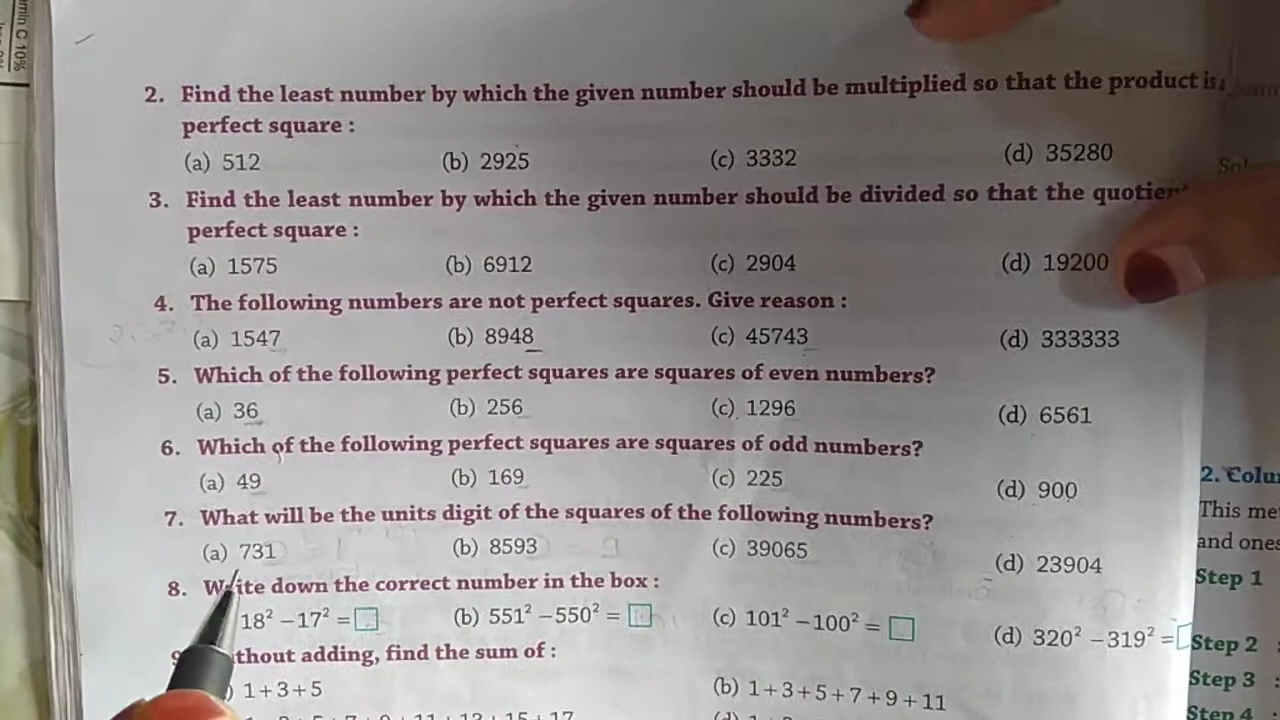 min C 10%
2. Find the least number by which the given number should be multiplied so that the product is
perfect square :
(a) 512 (b) 2925 (c) 3332 (d) 35280
3. Find the least number by which the given number should be divided so that the quotien
perfect square :
(a) 1575 (b) 6912 (c) 2904 (d) 19200
4. The following numbers are not perfect squares. Give reason :
(a) 1547 (b) 8948 (c) 45743 (d) 333333
5. Which of the following perfect squares are squares of even numbers?
(a) 36 (b) 256 (c) 1296 (d) 6561
6. Which of the following perfect squares are squares of odd numbers?
(a) 49 (b) 169 (c) 225 (d) 900
7. What will be the units digit of the squares of the following numbers?
(a) 731 (b) 8593 (c) 39065 (d) 23904
8. Write down the correct number in the box :
18² – 17² = □ (b) 551² – 550² = □ (c) 101² – 100² = □ (d) 320² – 319² = □
thout adding, find the sum of :
) 1 + 3 + 5 (b) 1 + 3 + 5 + 7 + 9 + 11
Sol
2. Colu
This me
and ones
Step 1
Step 2 :
Step 3 :
Step 4 :